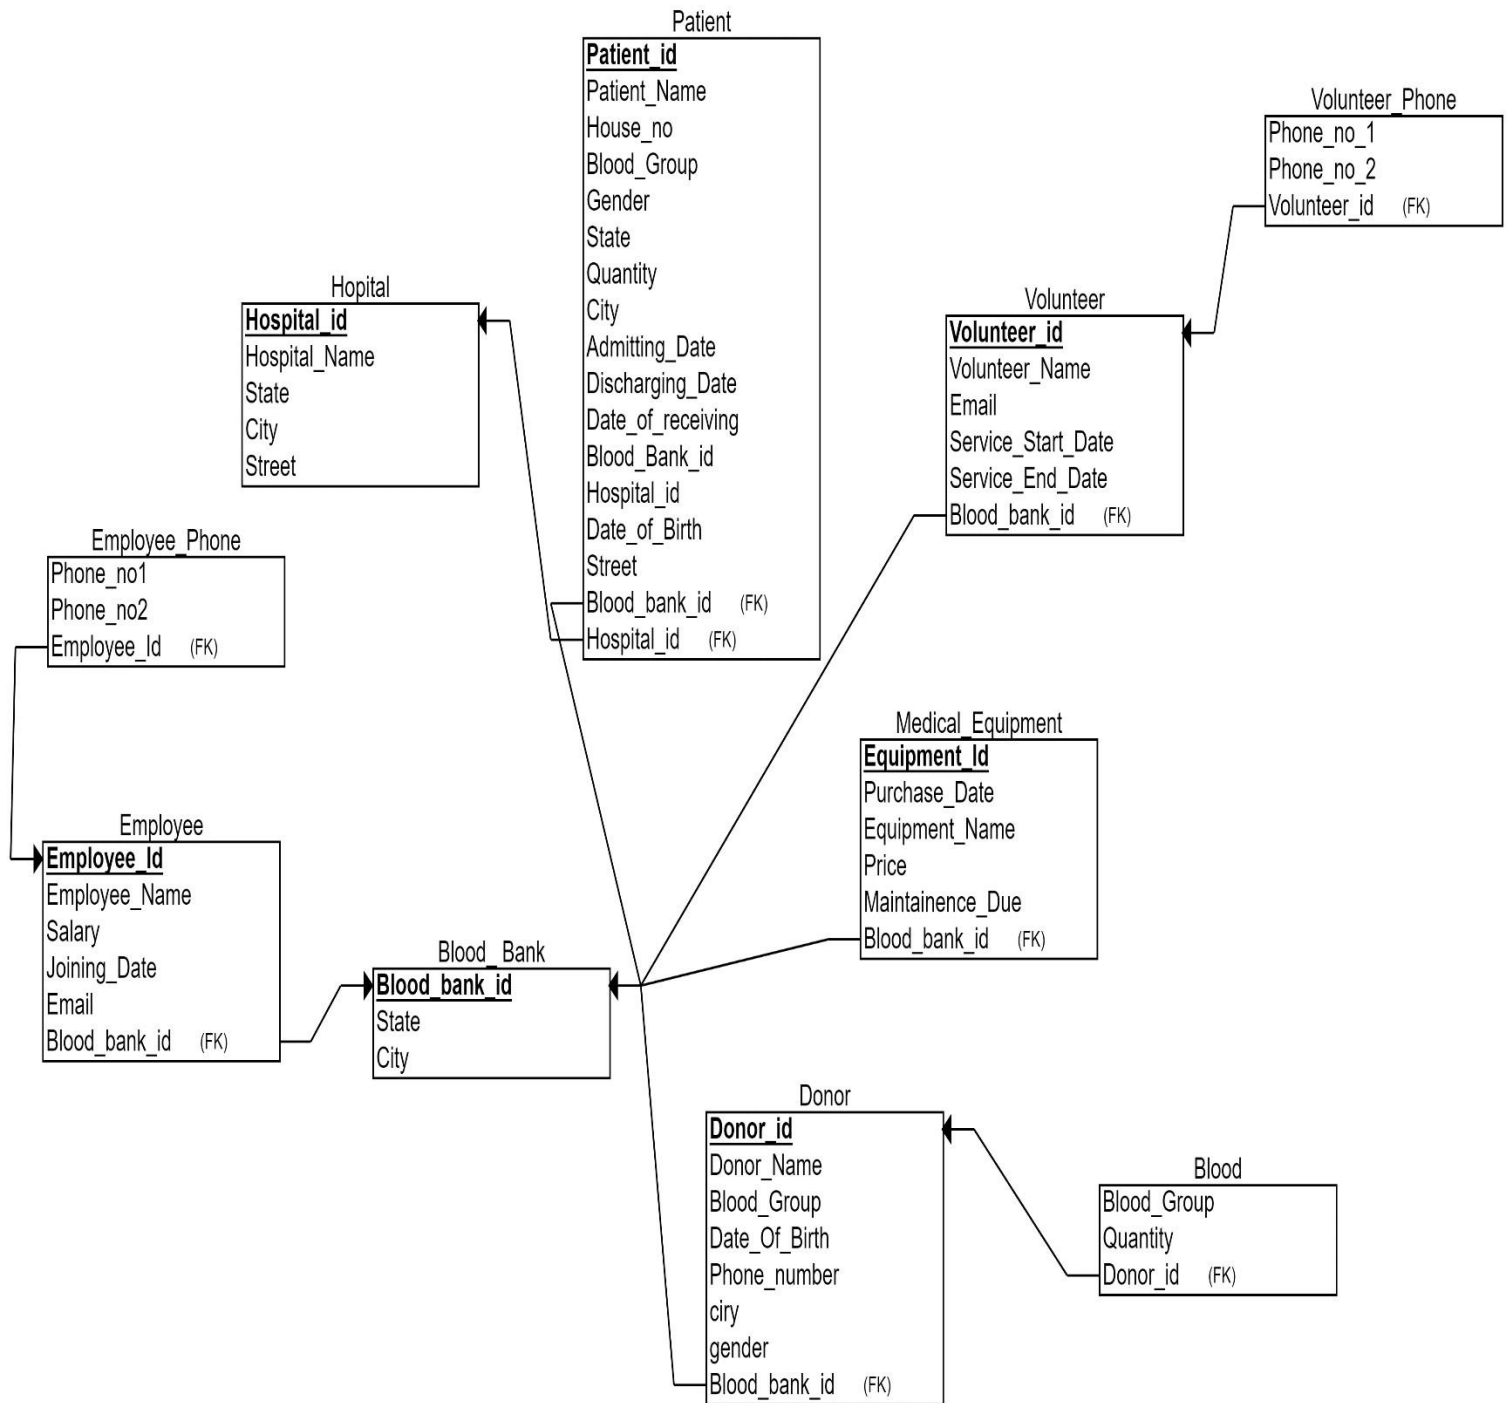 Patient
Patient_id
Patient_Name
House_no
Blood_Group
Gender
State
Quantity
City
Admitting_Date
Discharging_Date
Date_of_receiving
Blood_Bank_id
Hospital_id
Date_of_Birth
Street
Blood_bank_id (FK)
Hospital_id (FK)
Volunteer_Phone
Phone_no_1
Phone_no_2
Volunteer_id (FK)
Hopital
Hospital_id
Hospital_Name
State
City
Street
Volunteer
Volunteer_id
Volunteer_Name
Email
Service_Start_Date
Service_End_Date
Blood_bank_id (FK)
Employee_Phone
Phone_no1
Phone_no2
Employee_Id (FK)
Medical_Equipment
Equipment_Id
Purchase_Date
Equipment_Name
Price
Maintainence_Due
Blood_bank_id (FK)
Employee
Employee_Id
Employee_Name
Salary
Joining_Date
Email
Blood_bank_id (FK)
Blood_Bank
Blood_bank_id
State
City
Donor
Donor_id
Donor_Name
Blood_Group
Date_Of_Birth
Phone_number
ciry
gender
Blood_bank_id (FK)
Blood
Blood_Group
Quantity
Donor_id (FK)